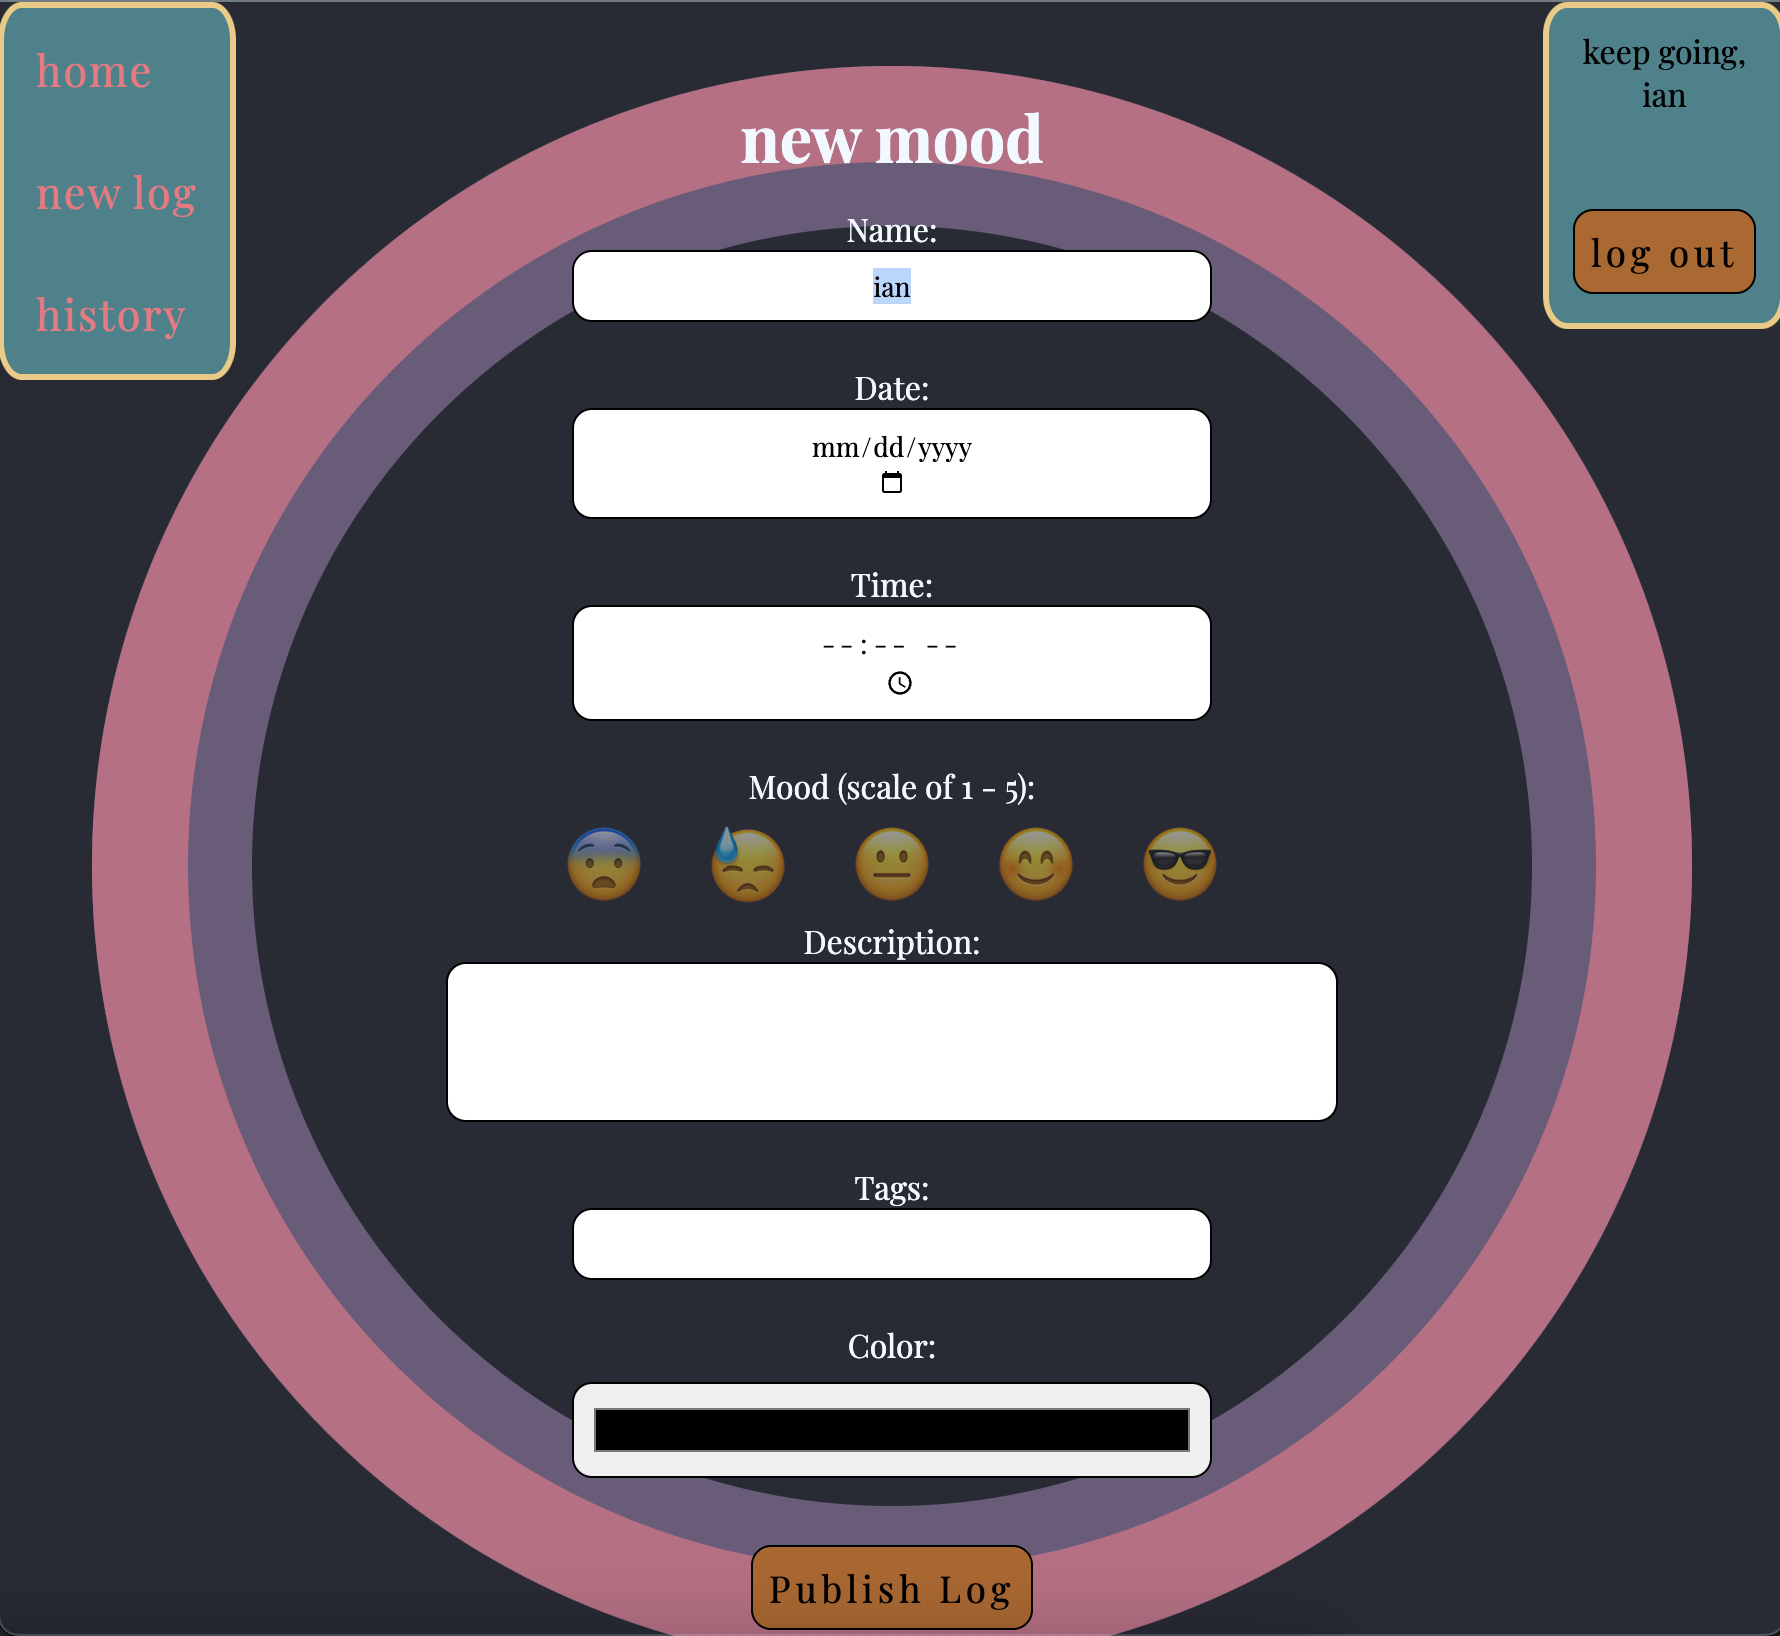 home
new log
history
keep going,
ian
log out
new mood
Name:
ian
Date:
mm/dd/yyyy
Time:
--:-- --
Mood (scale of 1 - 5):
Description:
Tags:
Color:
Publish Log